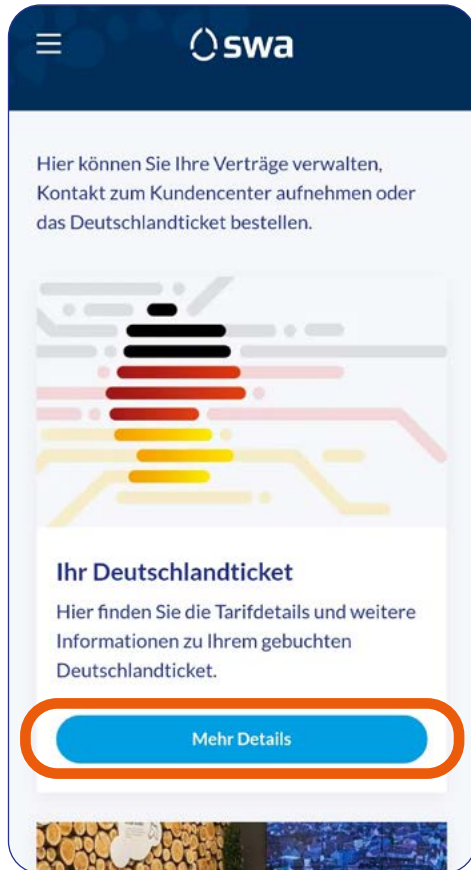 swa
Hier können Sie Ihre Verträge verwalten,
Kontakt zum Kundencenter aufnehmen oder
das Deutschlandticket bestellen.
Ihr Deutschlandticket
Hier finden Sie die Tarifdetails und weitere
Informationen zu Ihrem gebuchten
Deutschlandticket.
Mehr Details